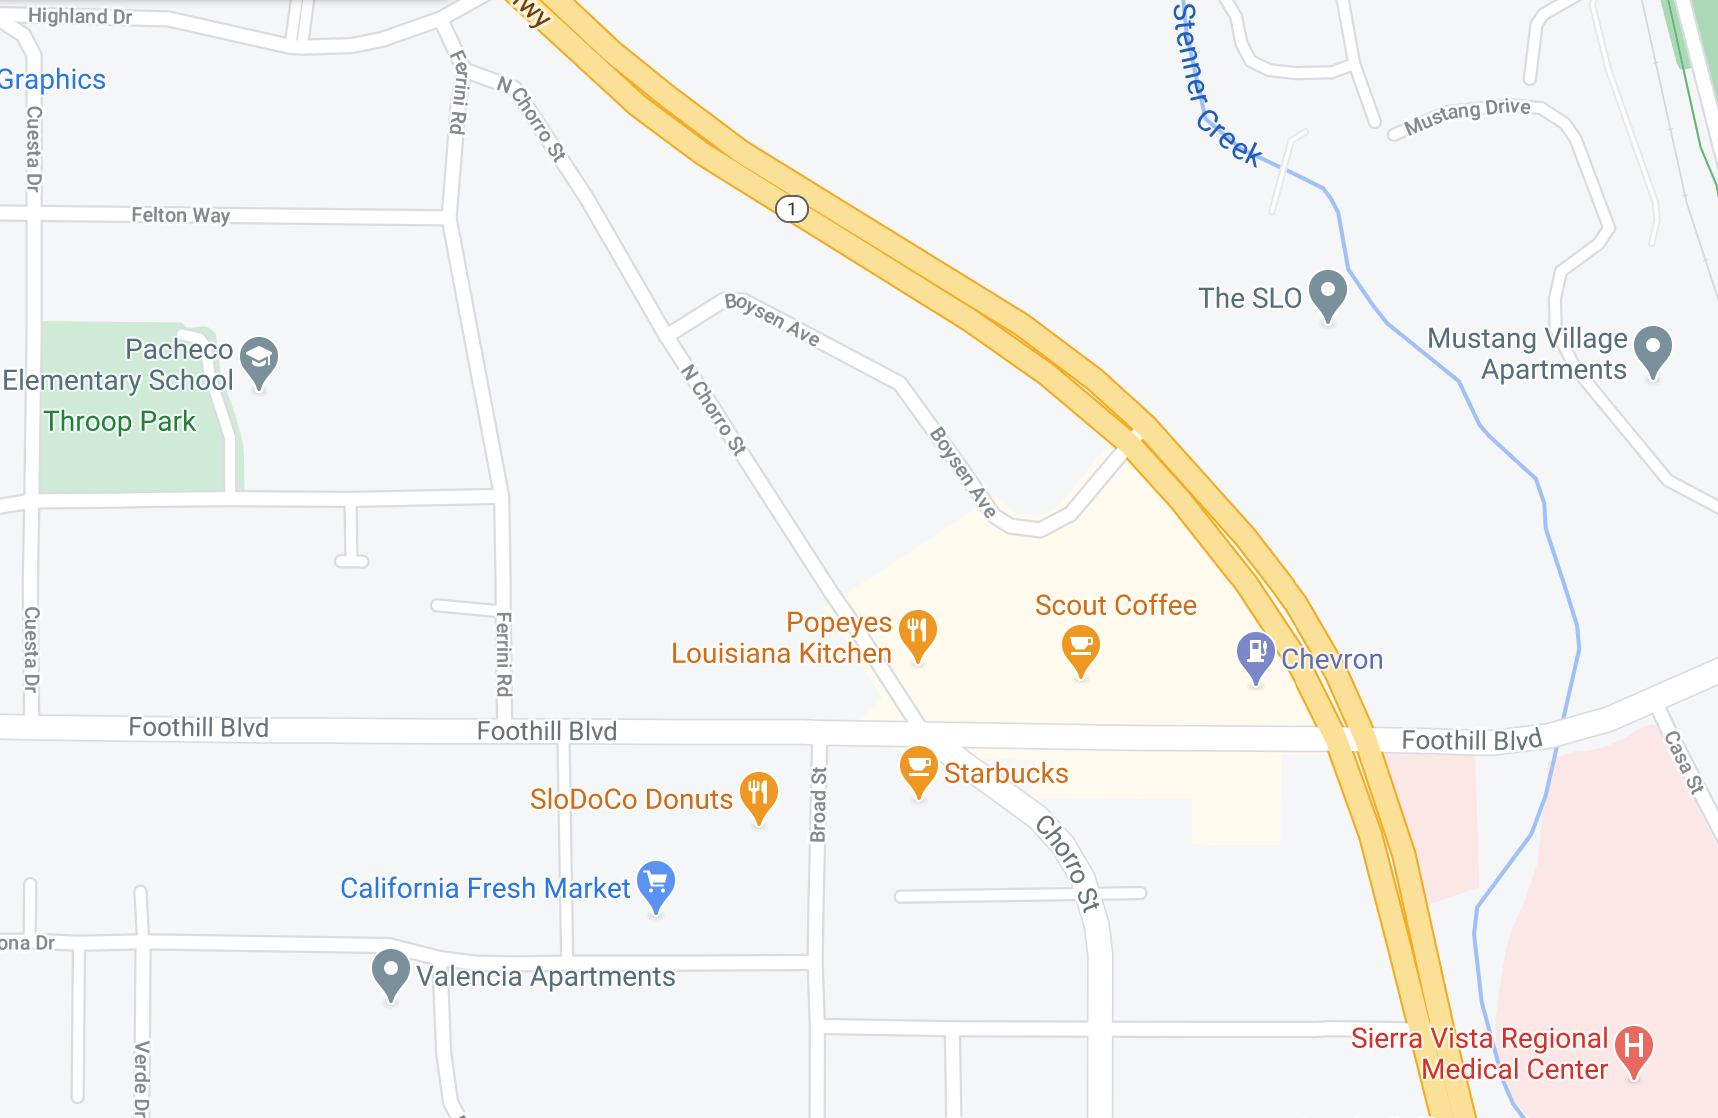 Highland Dr
Hwy
Stenner Creek
Graphics
Ferrini Rd
N Chorro St
Mustang Drive
Cuesta Dr
1
Felton Way
Boysen Ave
The SLO
Mustang Village
Apartments
Pacheco
Elementary School
Throop Park
N Chorro St
Boysen Ave
Scout Coffee
Popeyes
Louisiana Kitchen
Chevron
Cuesta Dr
Ferrini Rd
Foothill Blvd
Foothill Blvd
Foothill Blvd
Casa St
Starbucks
SloDoCo Donuts
Broad St
Chorro St
California Fresh Market
ona Dr
Valencia Apartments
Verde Dr
Sierra Vista Regional
Medical Center
H